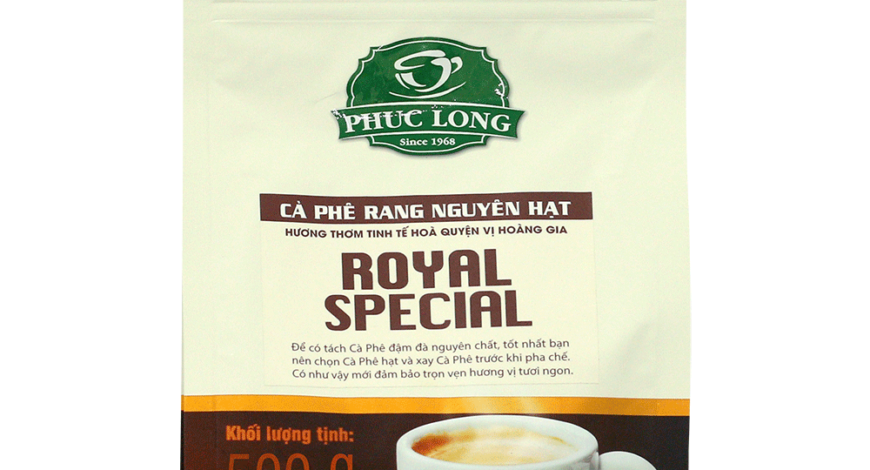 PHUC LONG
Since 1968
CÀ PHÊ RANG NGUYÊN HẠT
HƯƠNG THƠM TINH TẾ HOÀ QUYỆN VỊ HOÀNG GIA
ROYAL
SPECIAL
Để có tách Cà Phê đậm đà nguyên chất, tốt nhất bạn
nên chọn Cà Phê hạt và xay Cà Phê trước khi pha chế.
Có như vậy mới đảm bảo trọn vẹn hương vị tươi ngon.
Khối lượng tịnh:
500 g